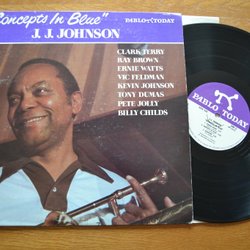 Concepts In Blue"
PABLO TODAY
J. J. JOHNSON
CLARK TERRY
RAY BROWN
ERNIE WATTS
VIC FELDMAN
KEVIN JOHNSON
TONY DUMAS
PETE JOLLY
BILLY CHILDS
PABLO TODAY